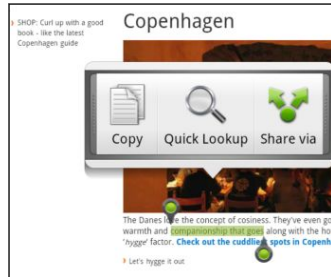 SHOP: Curl up with a good
book - like the latest
Copenhagen guide
Copenhagen
Copy
Quick Lookup
Share via
The Danes love the concept of cosiness. They've even go
warmth and companionship that goes along with the ho
'hygge' factor. Check out the cuddliest spots in Copenh
Let's hygge it out